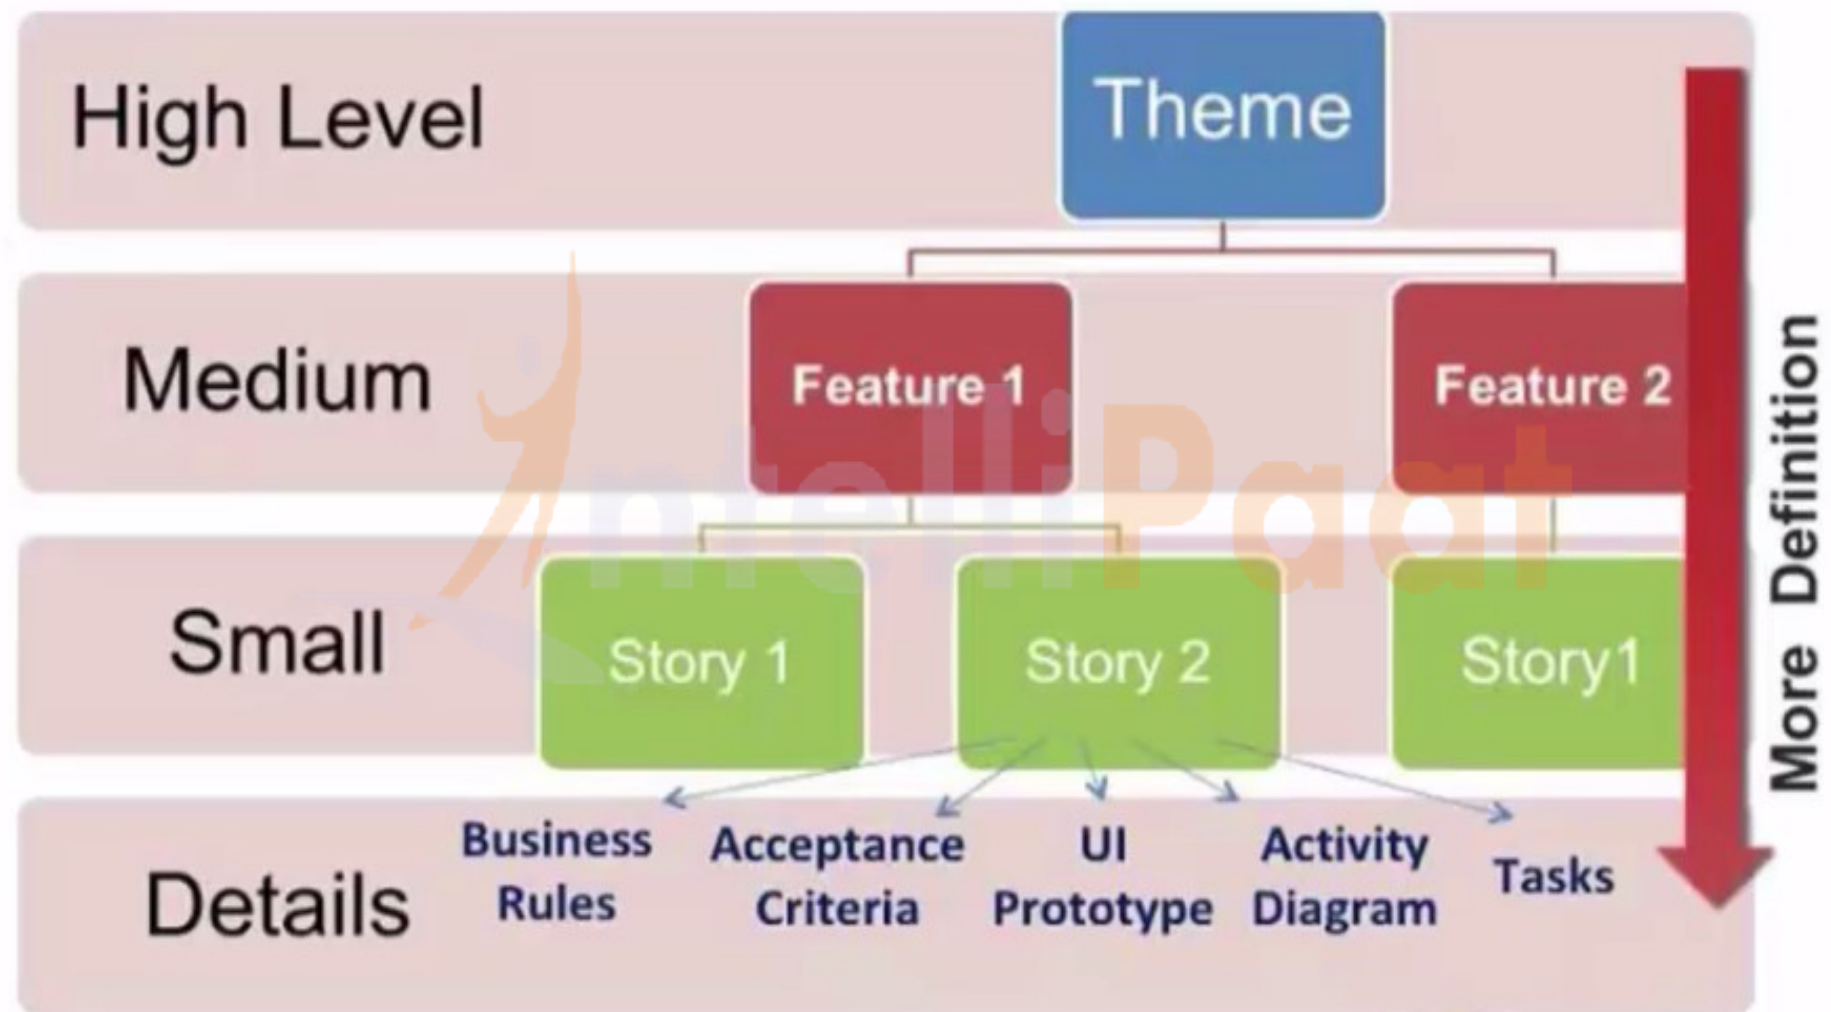 High Level
Theme
Medium
Feature 1
Feature 2
Small
Story 1
Story 2
Story1
Details
Business
Rules
Acceptance
Criteria
UI
Prototype
Activity
Diagram
Tasks
More Definition
IntelliPaat